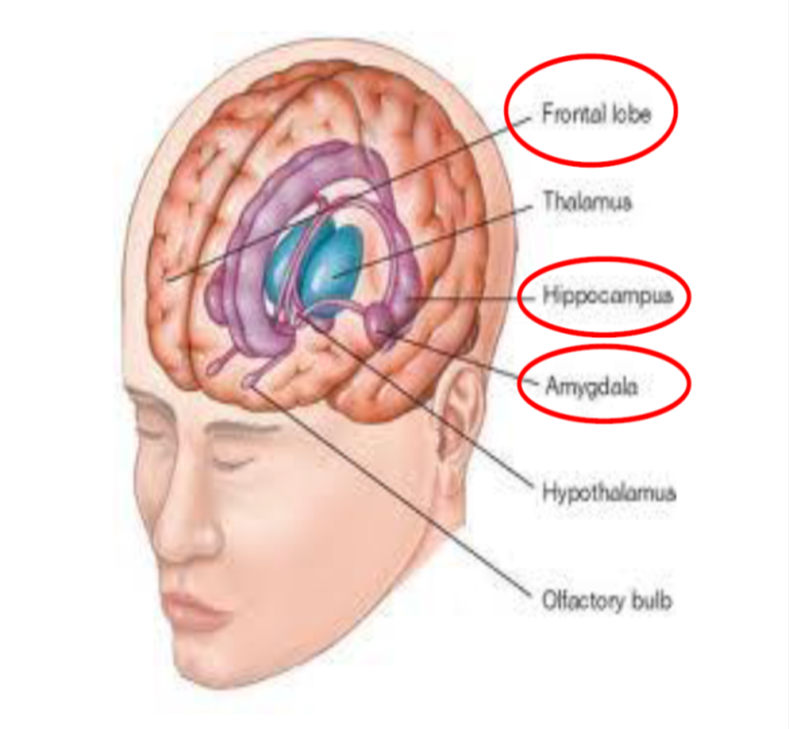 Frontal lobe
Thalamus
Hippocampus
Amygdala
Hypothalamus
Olfactory bulb